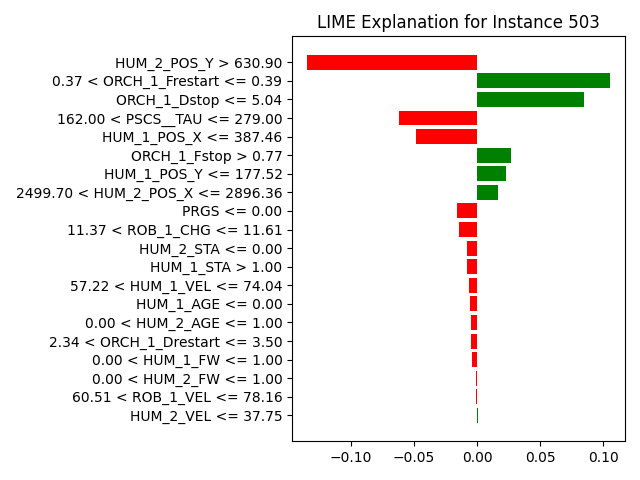 LIME Explanation for Instance 503
HUM_2_POS_Y > 630.90
0.37 < ORCH_1_Frestart <= 0.39
ORCH_1_Dstop <= 5.04
162.00 < PSCS__TAU <= 279.00
HUM_1_POS_X <= 387.46
ORCH_1_Fstop > 0.77
HUM_1_POS_Y <= 177.52
2499.70 < HUM_2_POS_X <= 2896.36
PRGS <= 0.00
11.37 < ROB_1_CHG <= 11.61
HUM_2_STA <= 0.00
HUM_1_STA > 1.00
57.22 < HUM_1_VEL <= 74.04
HUM_1_AGE <= 0.00
0.00 < HUM_2_AGE <= 1.00
2.34 < ORCH_1_Drestart <= 3.50
0.00 < HUM_1_FW <= 1.00
0.00 < HUM_2_FW <= 1.00
60.51 < ROB_1_VEL <= 78.16
HUM_2_VEL <= 37.75
−0.10 −0.05 0.00 0.05 0.10